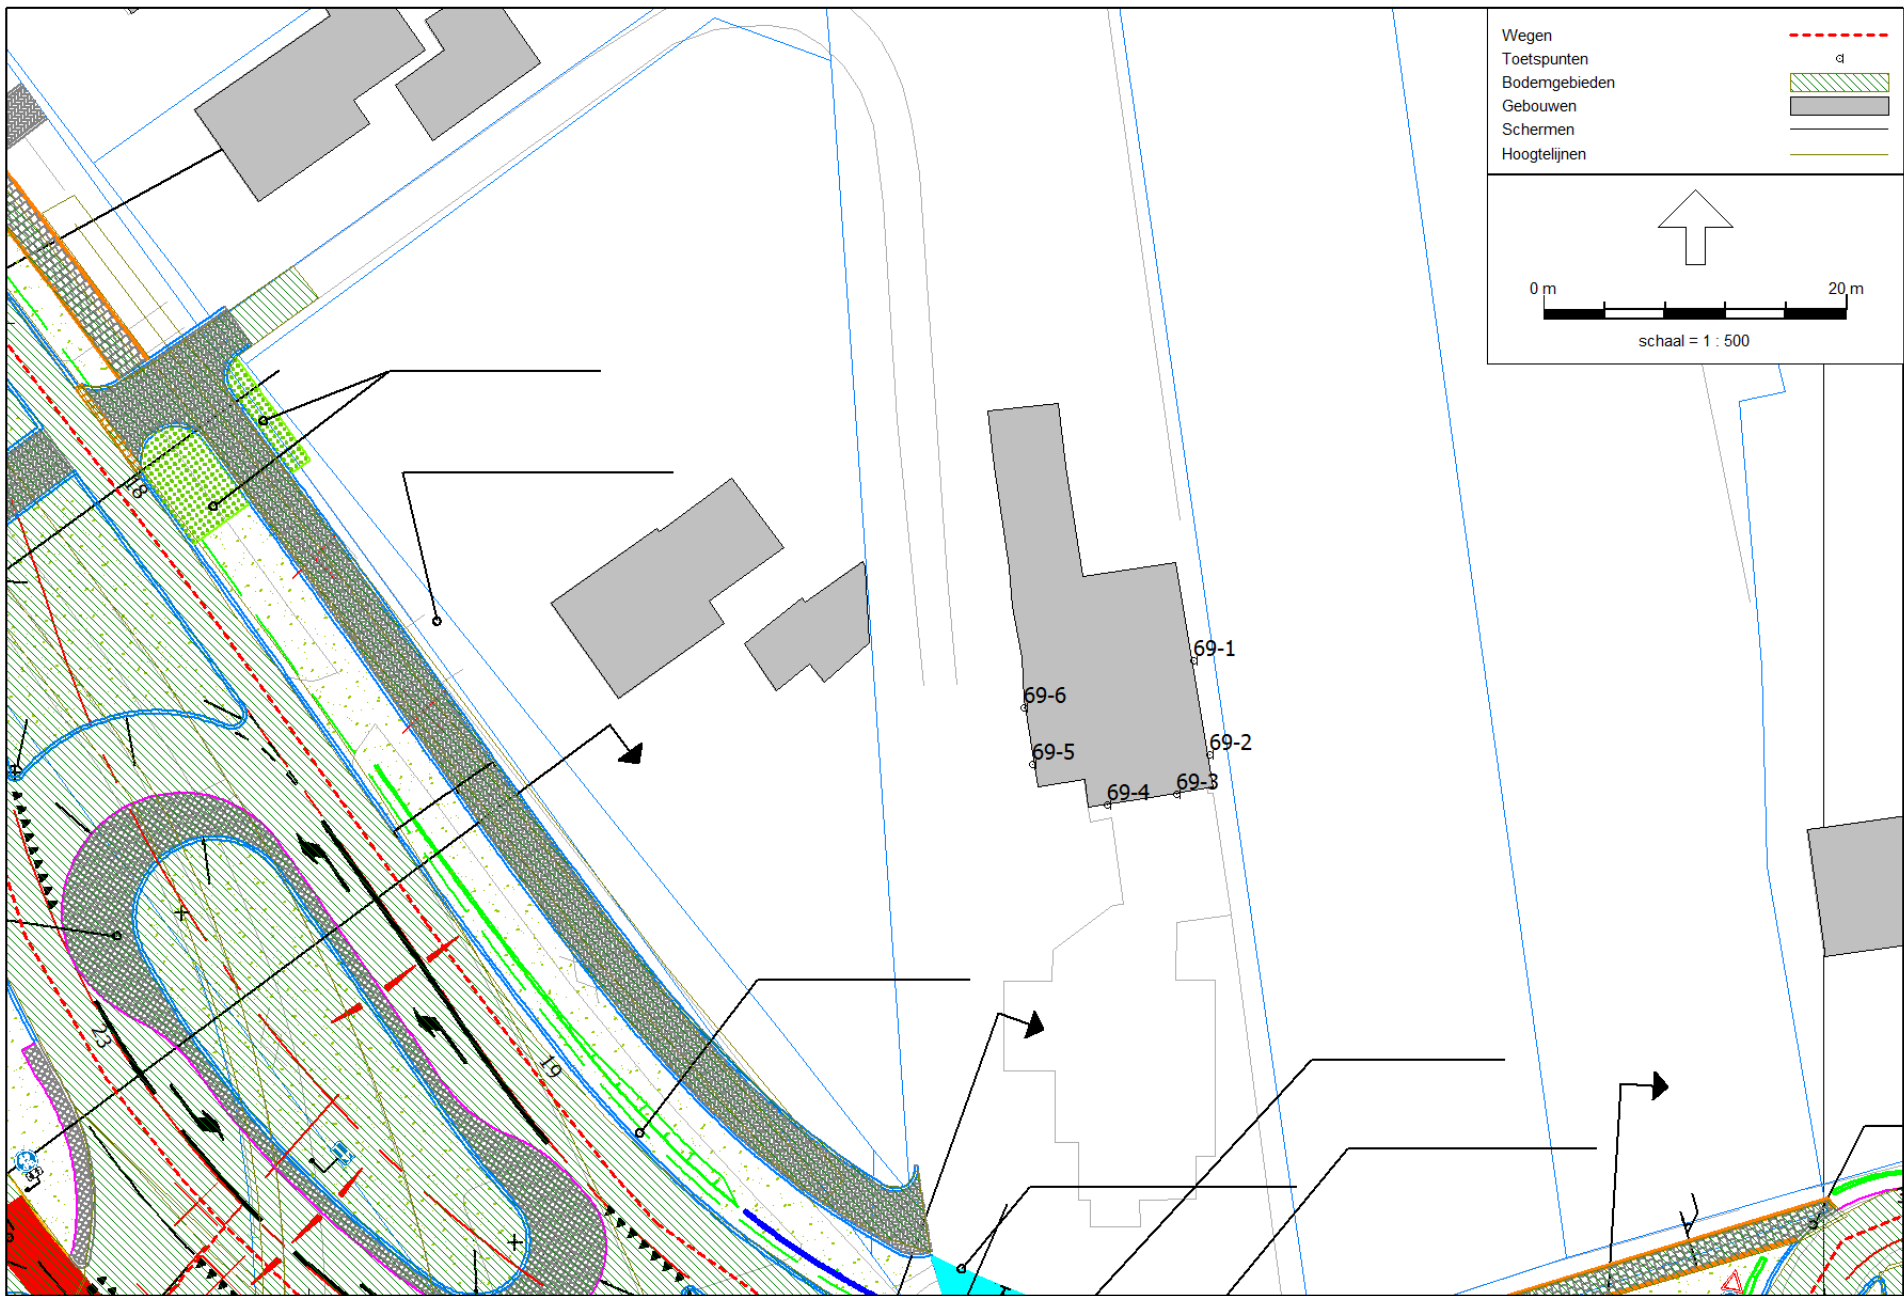 Wegen
Toetspunten
Bodemgebieden
Gebouwen
Schermen
Hoogtelijnen
0 m 20 m
schaal = 1 : 500
18
69-1
69-6
69-2
69-5
69-3
69-4
23
19